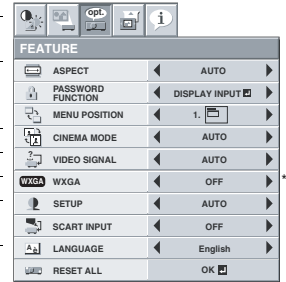 opt.
FEATURE
ASPECT AUTO
PASSWORD FUNCTION DISPLAY INPUT
MENU POSITION 1.
CINEMA MODE AUTO
VIDEO SIGNAL AUTO
WXGA WXGA OFF *
SETUP AUTO
SCART INPUT OFF
LANGUAGE English
RESET ALL OK